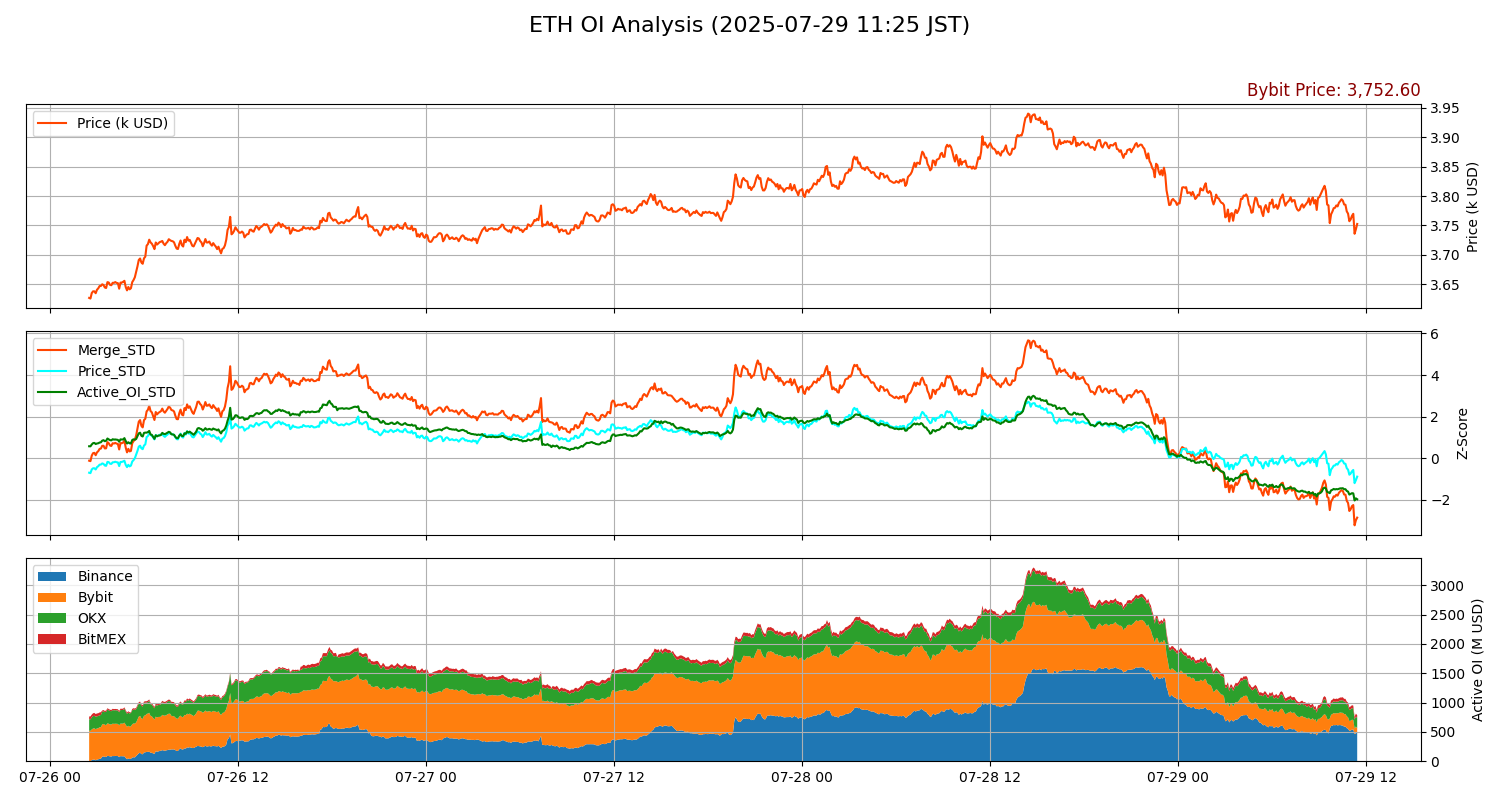 ETH OI Analysis (2025-07-29 11:25 JST)
Bybit Price: 3,752.60
Price (k USD)
3.95
3.90
3.85
3.80
3.75
3.70
3.65
Price (k USD)
Merge_STD
Price_STD
Active_OI_STD
6
4
2
0
−2
Z-Score
Binance
Bybit
OKX
BitMEX
3000
2500
2000
1500
1000
500
0
Active OI (M USD)
07-26 00
07-26 12
07-27 00
07-27 12
07-28 00
07-28 12
07-29 00
07-29 12